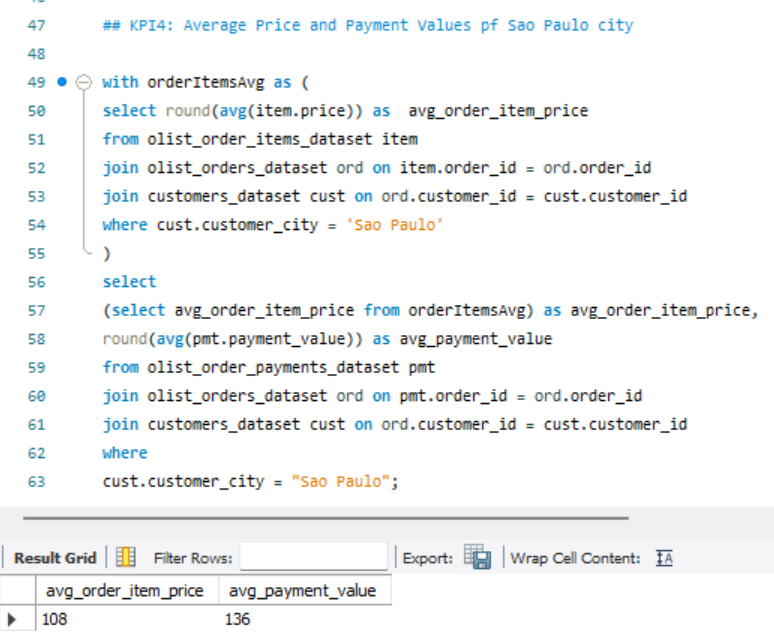 47 ## KPI4: Average Price and Payment Values pf Sao Paulo city
48
49 with orderItemsAvg as (
50 select round(avg(item.price)) as  avg_order_item_price
51 from olist_order_items_dataset item
52 join olist_orders_dataset ord on item.order_id = ord.order_id
53 join customers_dataset cust on ord.customer_id = cust.customer_id
54 where cust.customer_city = 'Sao Paulo'
55 )
56 select
57 (select avg_order_item_price from orderItemsAvg) as avg_order_item_price,
58 round(avg(pmt.payment_value)) as avg_payment_value
59 from olist_order_payments_dataset pmt
60 join olist_orders_dataset ord on pmt.order_id = ord.order_id
61 join customers_dataset cust on ord.customer_id = cust.customer_id
62 where
63 cust.customer_city = "Sao Paulo";
Result Grid Filter Rows: Export: Wrap Cell Content: IA
avg_order_item_price avg_payment_value
108 136